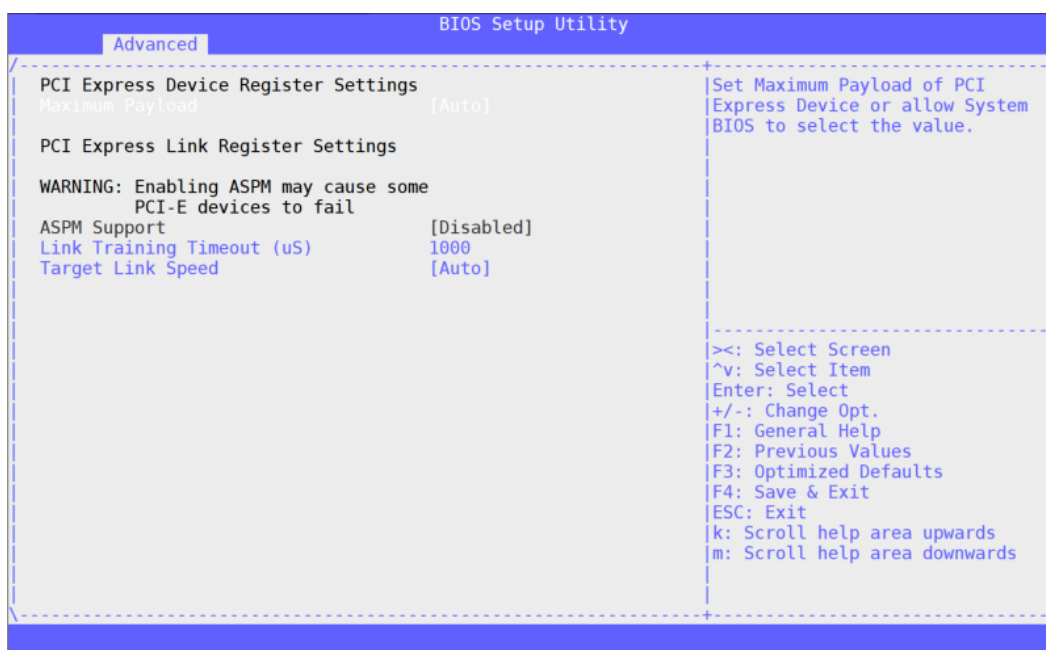 BIOS Setup Utility
Advanced
PCI Express Device Register Settings
Maximum Payload [Auto]
PCI Express Link Register Settings
WARNING: Enabling ASPM may cause some
PCI-E devices to fail
ASPM Support [Disabled]
Link Training Timeout (uS) 1000
Target Link Speed [Auto]
Set Maximum Payload of PCI
Express Device or allow System
BIOS to select the value.
><: Select Screen
^v: Select Item
Enter: Select
+/-: Change Opt.
F1: General Help
F2: Previous Values
F3: Optimized Defaults
F4: Save & Exit
ESC: Exit
k: Scroll help area upwards
m: Scroll help area downwards